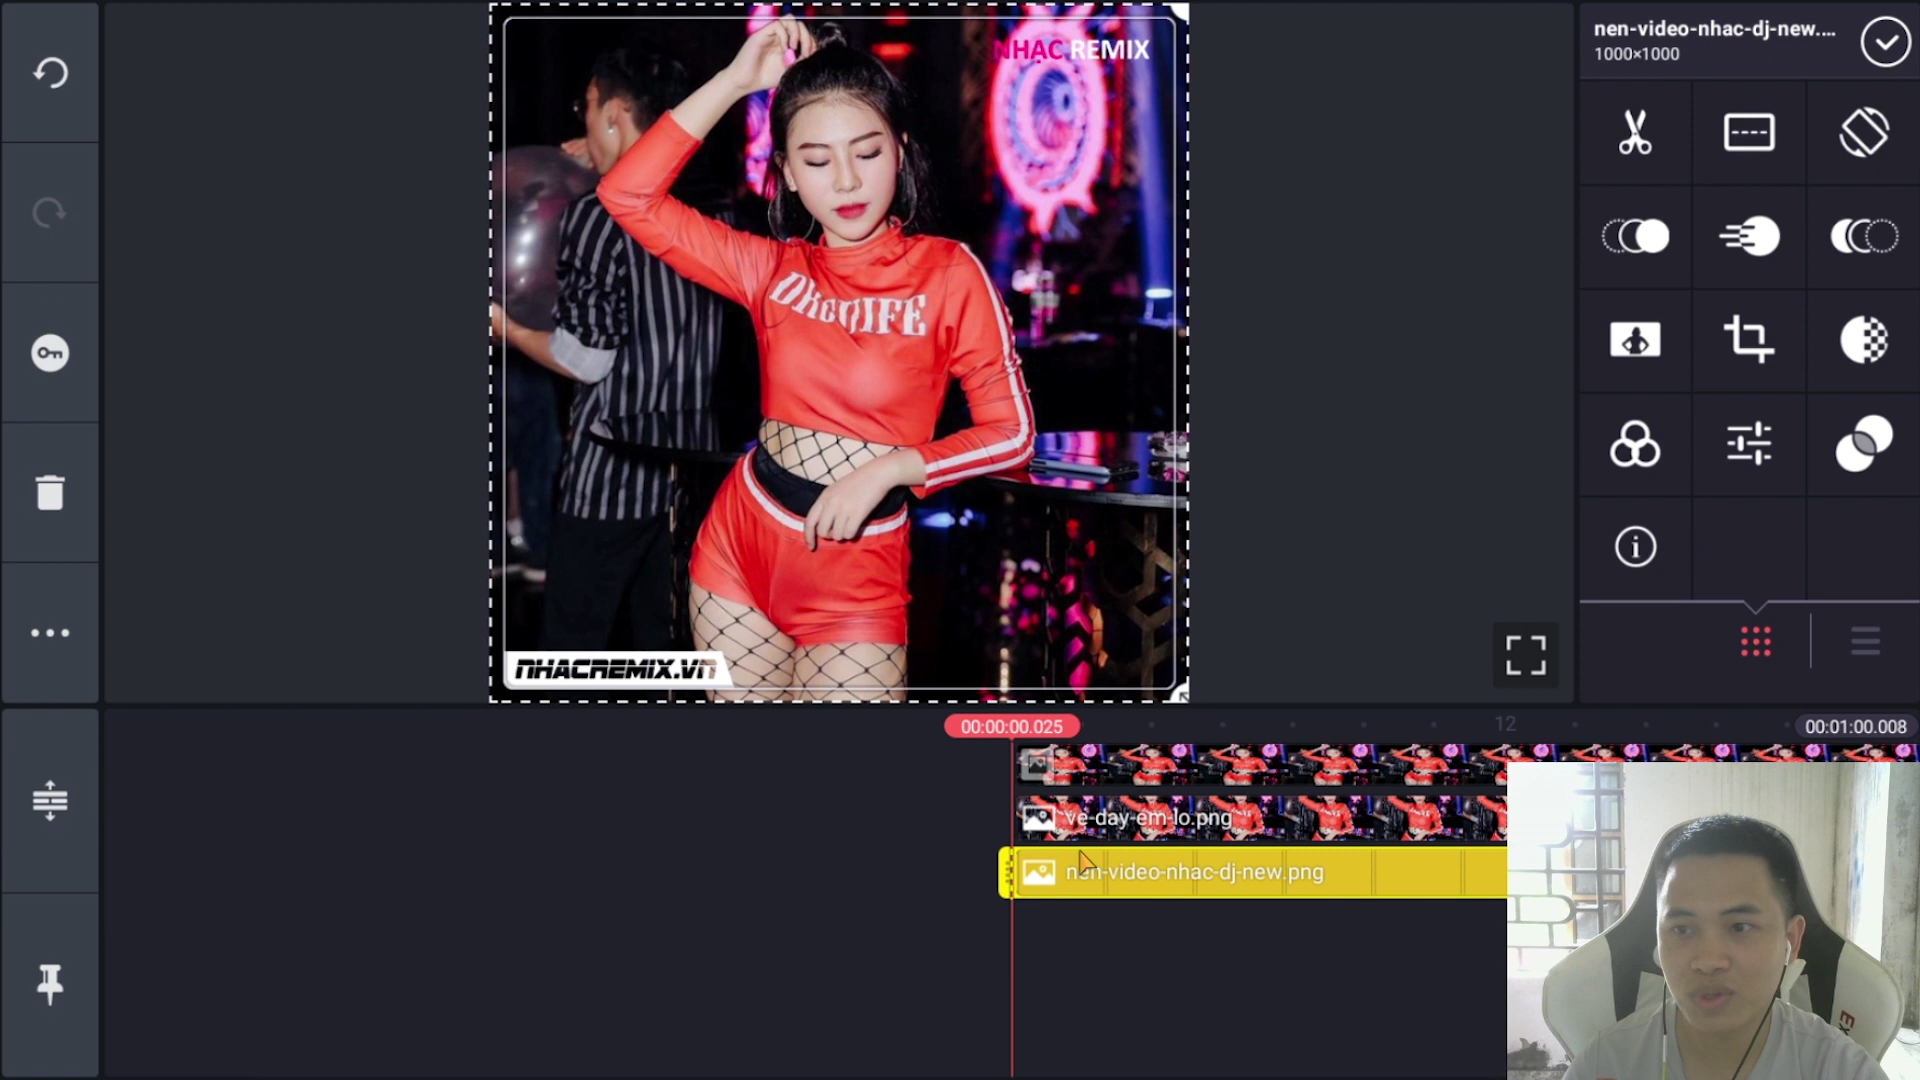 nen-video-nhac-dj-new....
1000×1000
NHẠC REMIX
NHACREMIX.VN
00:00:00.025
12
00:01:00.008
ve-day-em-lo.png
nen-video-nhac-dj-new.png